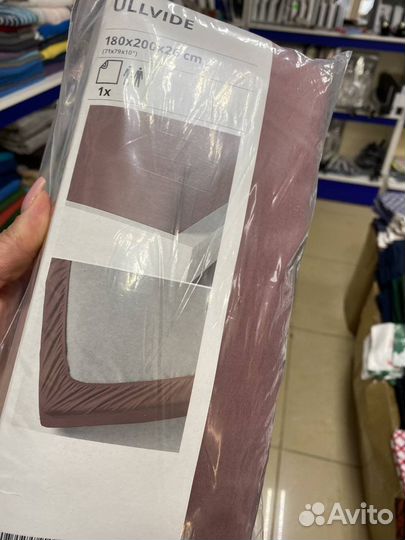 ULLVIDE
180x200x26 cm
(71x79x10")
1x
Avito